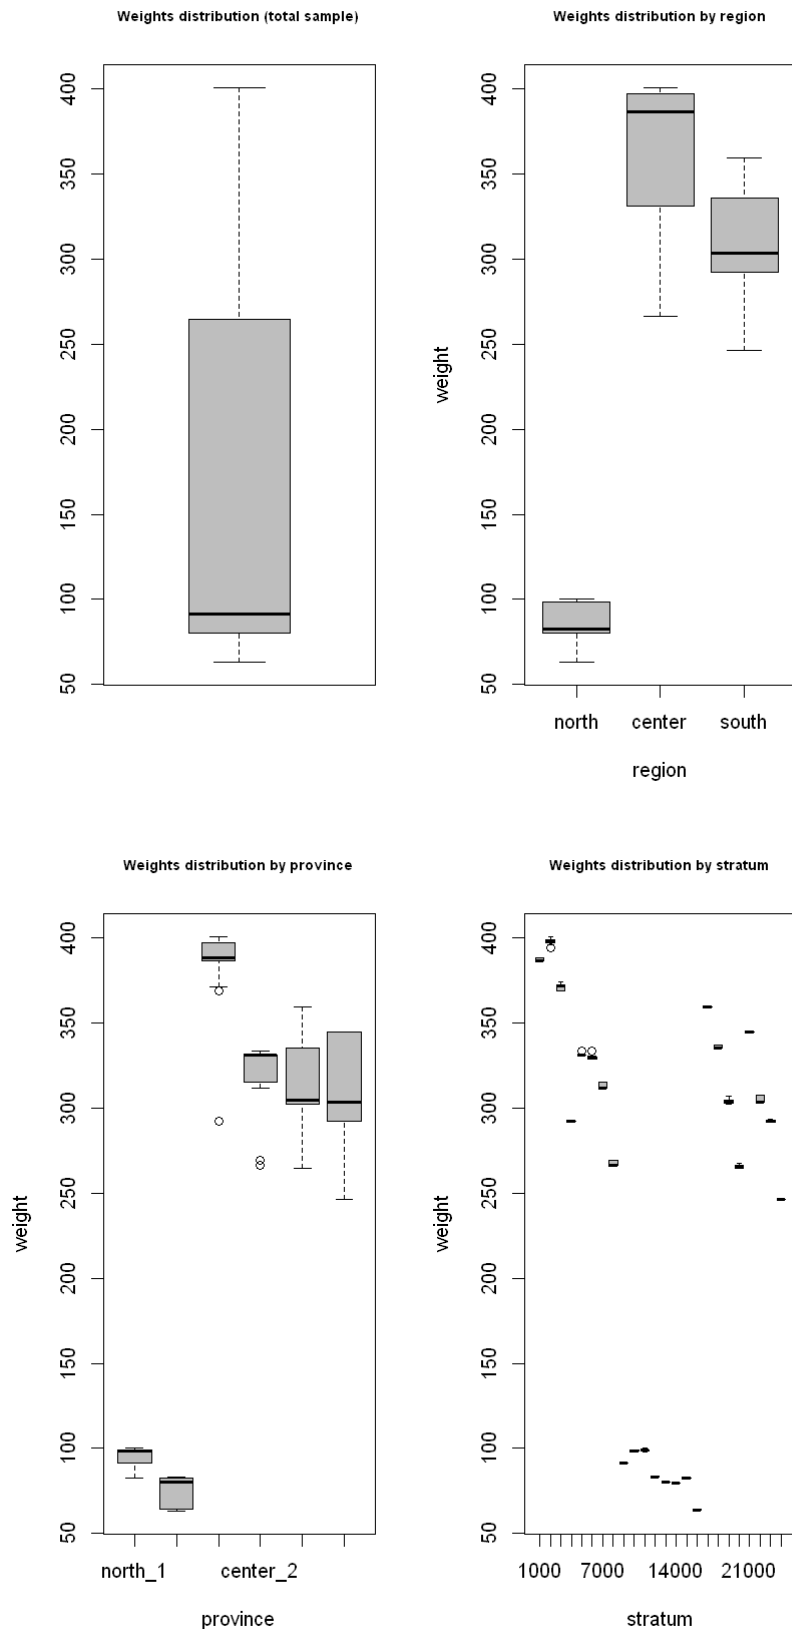 Weights distribution (total sample)
400
350
300
250
200
150
100
50
Weights distribution by region
weight
400
350
300
250
200
150
100
50
north center south
region
Weights distribution by province
weight
400
350
300
250
200
150
100
50
north_1 center_2
province
Weights distribution by stratum
weight
400
350
300
250
200
150
100
50
1000 7000 14000 21000
stratum